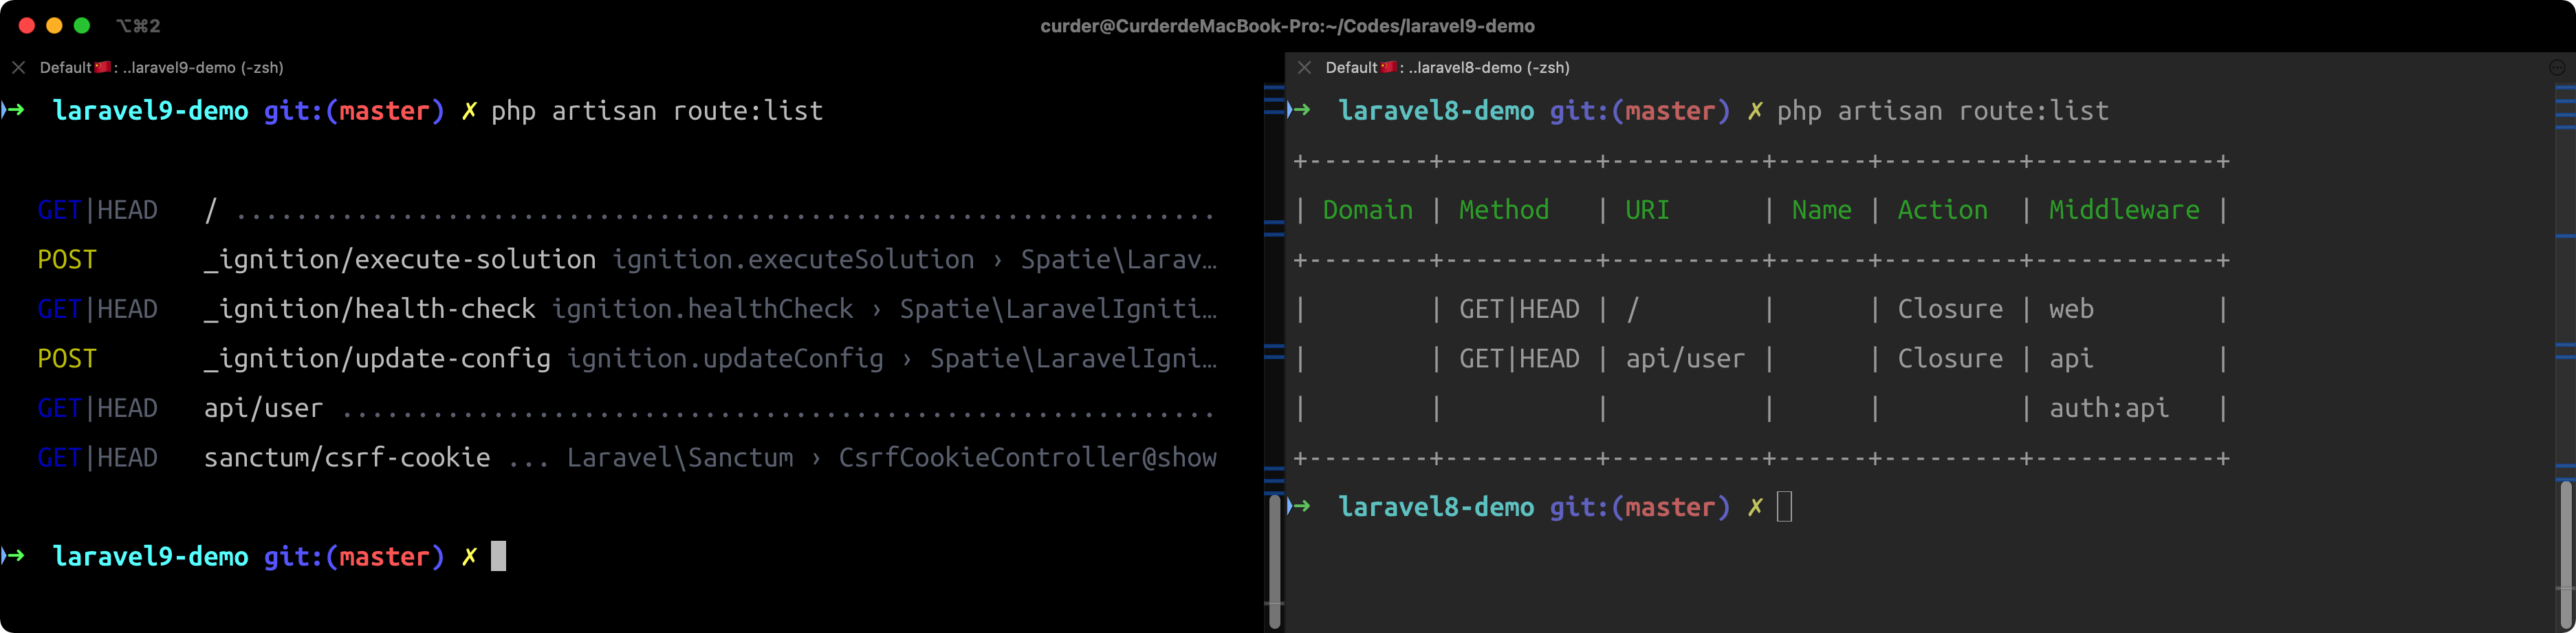 ⌥⌘2
curder@CurderdeMacBook-Pro:~/Codes/laravel9-demo
Default🇨🇳: ..laravel9-demo (-zsh)
➜ laravel9-demo git:(master) ✗ php artisan route:list
GET|HEAD / .................................................................
POST _ignition/execute-solution ignition.executeSolution › Spatie\Larav…
GET|HEAD _ignition/health-check ignition.healthCheck › Spatie\LaravelIgniti…
POST _ignition/update-config ignition.updateConfig › Spatie\LaravelIgni…
GET|HEAD api/user ..........................................................
GET|HEAD sanctum/csrf-cookie ... Laravel\Sanctum › CsrfCookieController@show
➜ laravel9-demo git:(master) ✗
Default🇨🇳: ..laravel8-demo (-zsh)
➜ laravel8-demo git:(master) ✗ php artisan route:list
+--------+----------+----------+------+---------+------------+
| Domain | Method   | URI      | Name | Action  | Middleware |
+--------+----------+----------+------+---------+------------+
|        | GET|HEAD | /        |      | Closure | web        |
|        | GET|HEAD | api/user |      | Closure | api        |
|        |          |          |      |         | auth:api   |
+--------+----------+----------+------+---------+------------+
➜ laravel8-demo git:(master) ✗